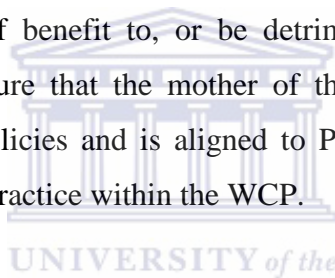 f benefit to, or be detrim
ure that the mother of th
licies and is aligned to P
ractice within the WCP.
UNIVERSITY of the